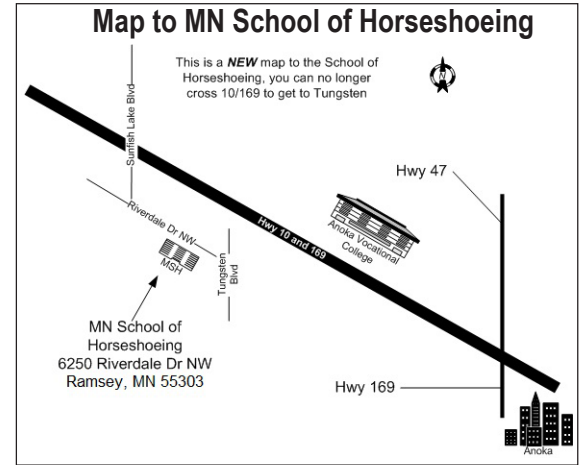 Map to MN School of Horseshoeing
This is a NEW map to the School of
Horseshoeing, you can no longer
cross 10/169 to get to Tungsten
N
Sunfish Lake Blvd
Hwy 47
Riverdale Dr NW
MSH
Tungsten
Blvd
Hwy 10 and 169
Anoka Vocational
College
MN School of
Horseshoeing
6250 Riverdale Dr NW
Ramsey, MN 55303
Hwy 169
Anoka